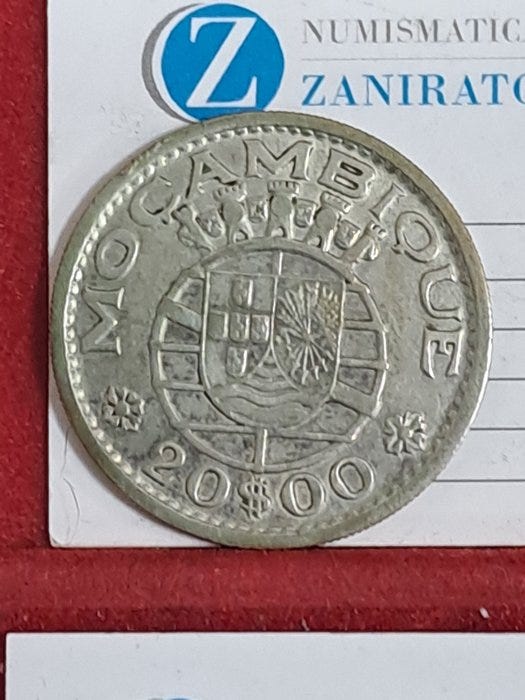 Z
NUMISMATICA
ZANIRATO
MOÇAMBIQUE
20$00